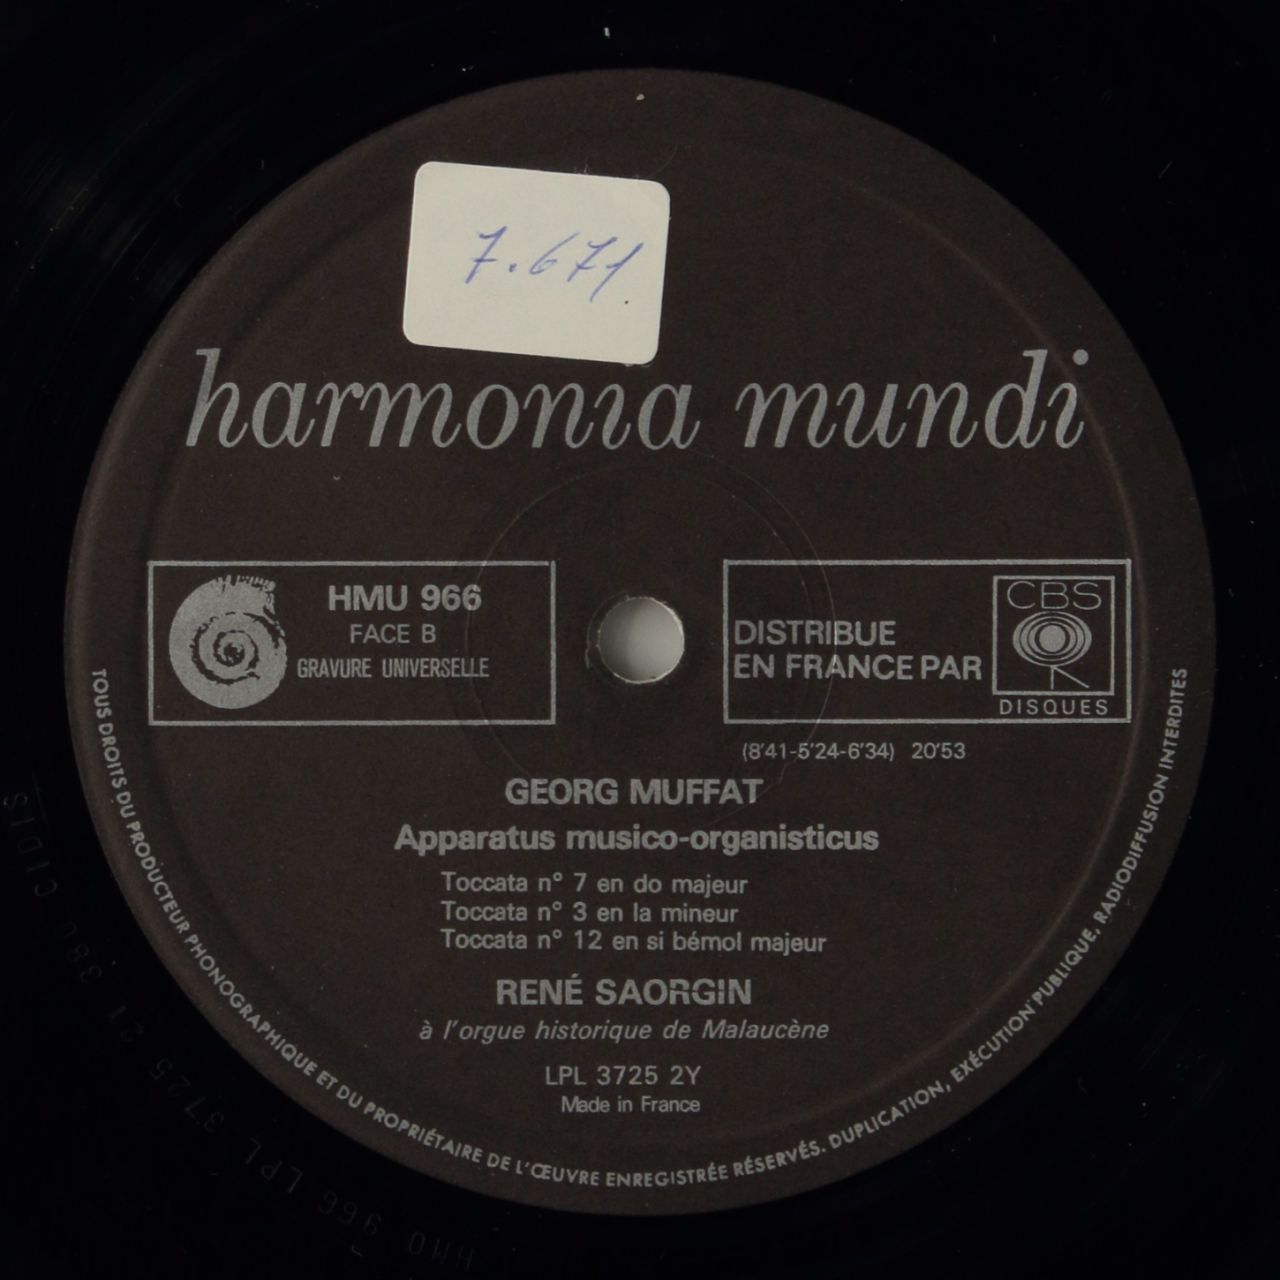 7.671
harmonia mundi
HMU 966
FACE B
GRAVURE UNIVERSELLE
DISTRIBUE
EN FRANCE PAR
CBS
DISQUES
(8'41-5'24-6'34) 20'53
GEORG MUFFAT
Apparatus musico-organisticus
Toccata n° 7 en do majeur
Toccata n° 3 en la mineur
Toccata n° 12 en si bémol majeur
RENÉ SAORGIN
à l'orgue historique de Malaucène
LPL 3725 2Y
Made in France
TOUS DROITS DU PRODUCTEUR PHONOGRAPHIQUE ET DU PROPRIÉTAIRE DE L'ŒUVRE ENREGISTRÉE RÉSERVÉS. DUPLICATION, EXÉCUTION PUBLIQUE, RADIODIFFUSION INTERDITES
966 LPL 3725